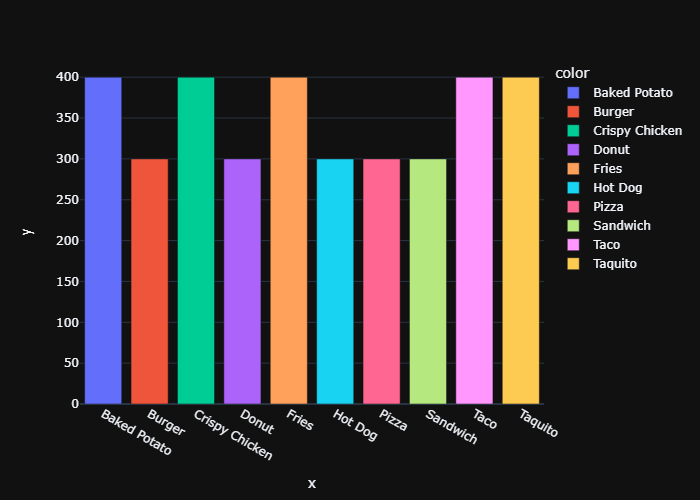 400
350
300
250
200
150
100
50
0
y
Baked Potato
Burger
Crispy Chicken
Donut
Fries
Hot Dog
Pizza
Sandwich
Taco
Taquito
x
color
Baked Potato
Burger
Crispy Chicken
Donut
Fries
Hot Dog
Pizza
Sandwich
Taco
Taquito